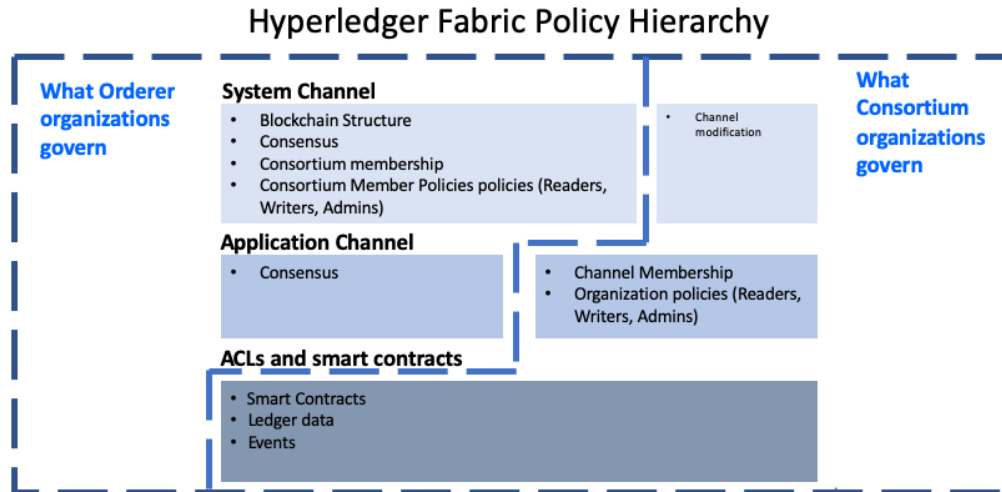 Hyperledger Fabric Policy Hierarchy
What Orderer
organizations
govern
System Channel
• Blockchain Structure
• Consensus
• Consortium membership
• Consortium Member Policies policies (Readers,
Writers, Admins)
• Channel
modification
What
Consortium
organizations
govern
Application Channel
• Consensus
• Channel Membership
• Organization policies (Readers,
Writers, Admins)
ACLs and smart contracts
• Smart Contracts
• Ledger data
• Events